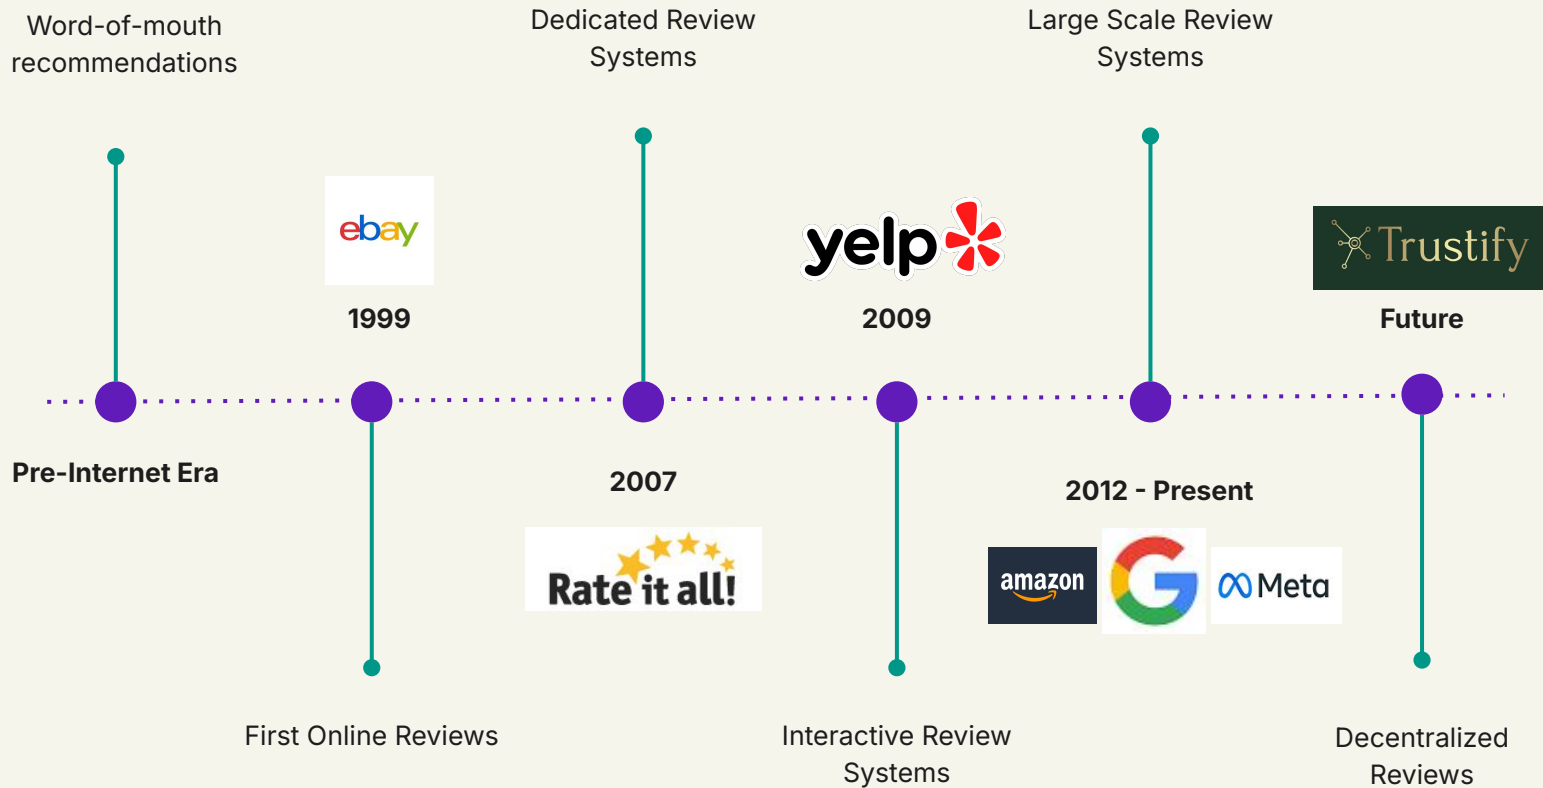 Word-of-mouth
recommendations
Pre-Internet Era
ebay
1999
First Online Reviews
Dedicated Review
Systems
2007
Rate it all!
yelp
2009
Interactive Review
Systems
Large Scale Review
Systems
2012 - Present
amazon
G
Meta
Trustify
Future
Decentralized
Reviews